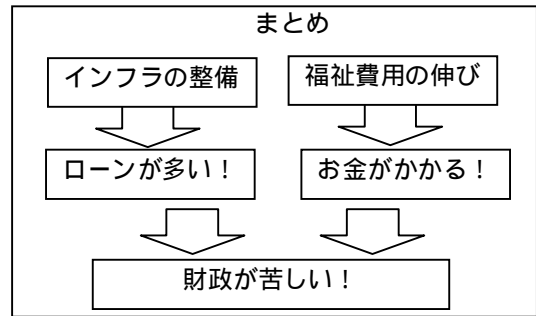 まとめ
インフラの整備
福祉費用の伸び
ローンが多い！
お金がかかる！
財政が苦しい！